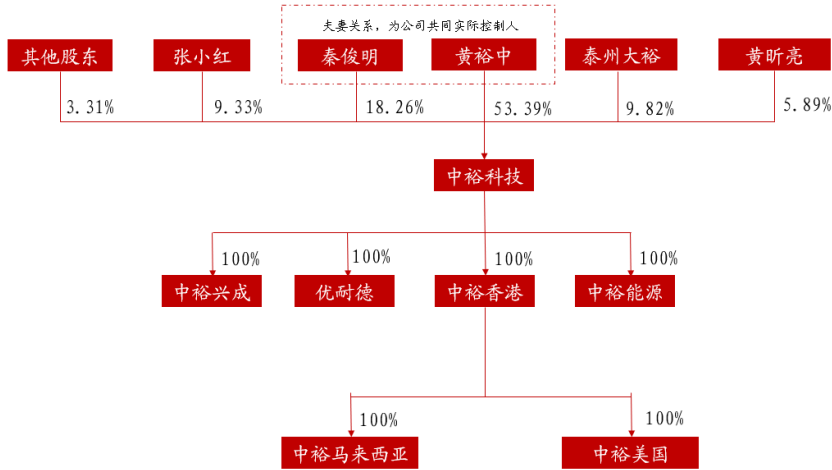 夫妻关系，为公司共同实际控制人
其他股东 张小红 秦俊明 黄裕中 泰州大裕 黄昕亮
3.31% 9.33% 18.26% 53.39% 9.82% 5.89%
中裕科技
100% 100% 100% 100%
中裕兴成 优耐德 中裕香港 中裕能源
100% 100%
中裕马来西亚 中裕美国